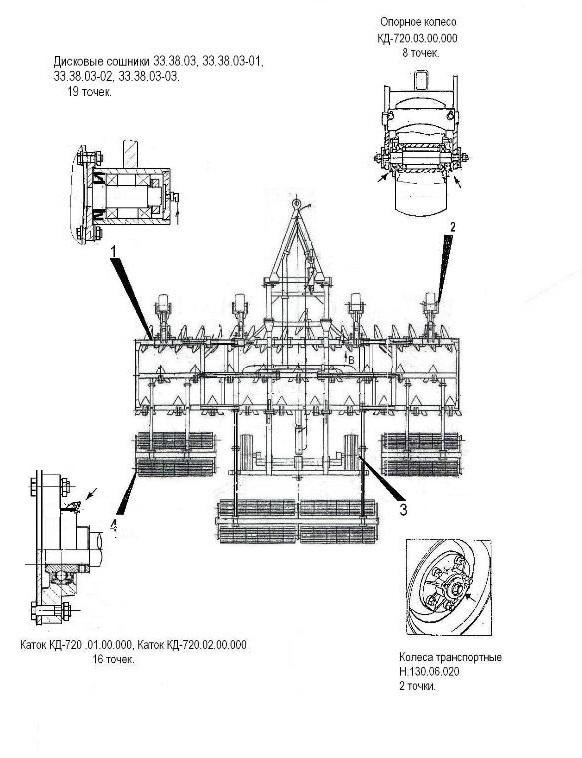 Опорное колесо
КД-720.03.00.000
8 точек.
Дисковые сошники 33.38.03, 33.38.03-01,
33.38.03-02, 33.38.03-03.
19 точек.
1
2
В
3
4
Каток КД-720 .01.00.000, Каток КД-720.02.00.000
16 точек.
Колеса транспортные
Н.130.06.020
2 точки.